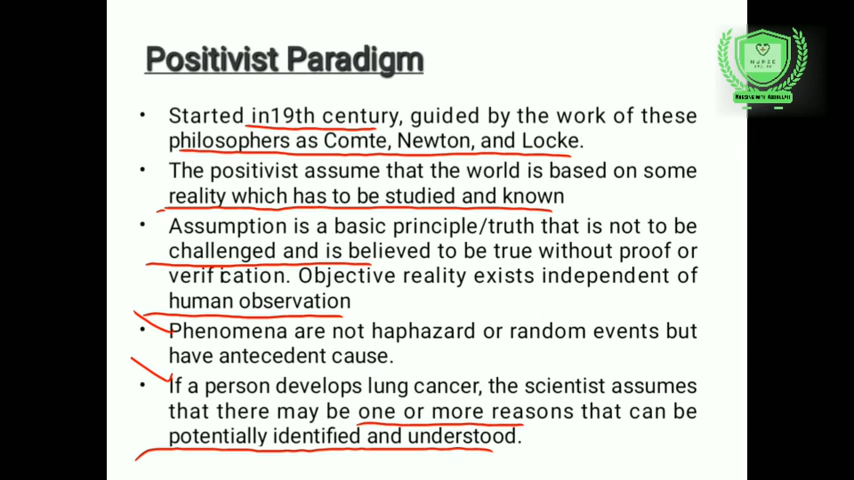 Positivist Paradigm
• Started in19th century, guided by the work of these
philosophers as Comte, Newton, and Locke.
• The positivist assume that the world is based on some
reality which has to be studied and known
• Assumption is a basic principle/truth that is not to be
challenged and is believed to be true without proof or
verification. Objective reality exists independent of
human observation
• Phenomena are not haphazard or random events but
have antecedent cause.
• If a person develops lung cancer, the scientist assumes
that there may be one or more reasons that can be
potentially identified and understood.
NURSE